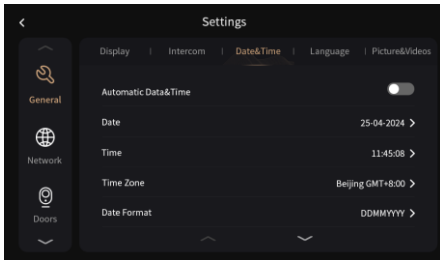 Settings
Display | Intercom | Date&Time | Language | Picture&Videos
General
Network
Doors
Automatic Data&Time
Date 25-04-2024
Time 11:45:08
Time Zone Beijing GMT+8:00
Date Format DDMMYYYY